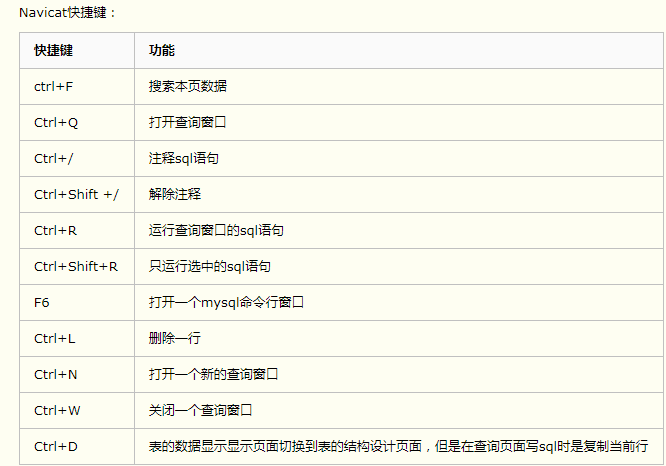 Navicat快捷键：
快捷键 功能
ctrl+F 搜索本页数据
Ctrl+Q 打开查询窗口
Ctrl+/ 注释sql语句
Ctrl+Shift +/ 解除注释
Ctrl+R 运行查询窗口的sql语句
Ctrl+Shift+R 只运行选中的sql语句
F6 打开一个mysql命令行窗口
Ctrl+L 删除一行
Ctrl+N 打开一个新的查询窗口
Ctrl+W 关闭一个查询窗口
Ctrl+D 表的数据显示显示页面切换到表的结构设计页面，但是在查询页面写sql时是复制当前行